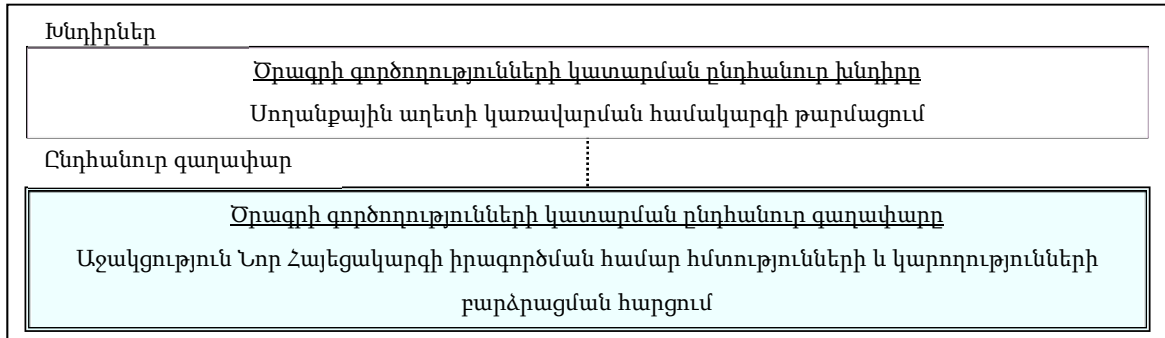 Խնդիրներ
Ծրագրի գործողությունների կատարման ընդհանուր խնդիրը
Սողանքային աղետի կառավարման համակարգի թարմացում
Ընդհանուր գաղափար
Ծրագրի գործողությունների կատարման ընդհանուր գաղափարը
Աջակցություն Նոր Հայեցակարգի իրագործման համար հմտությունների և կարողությունների
բարձրացման հարցում